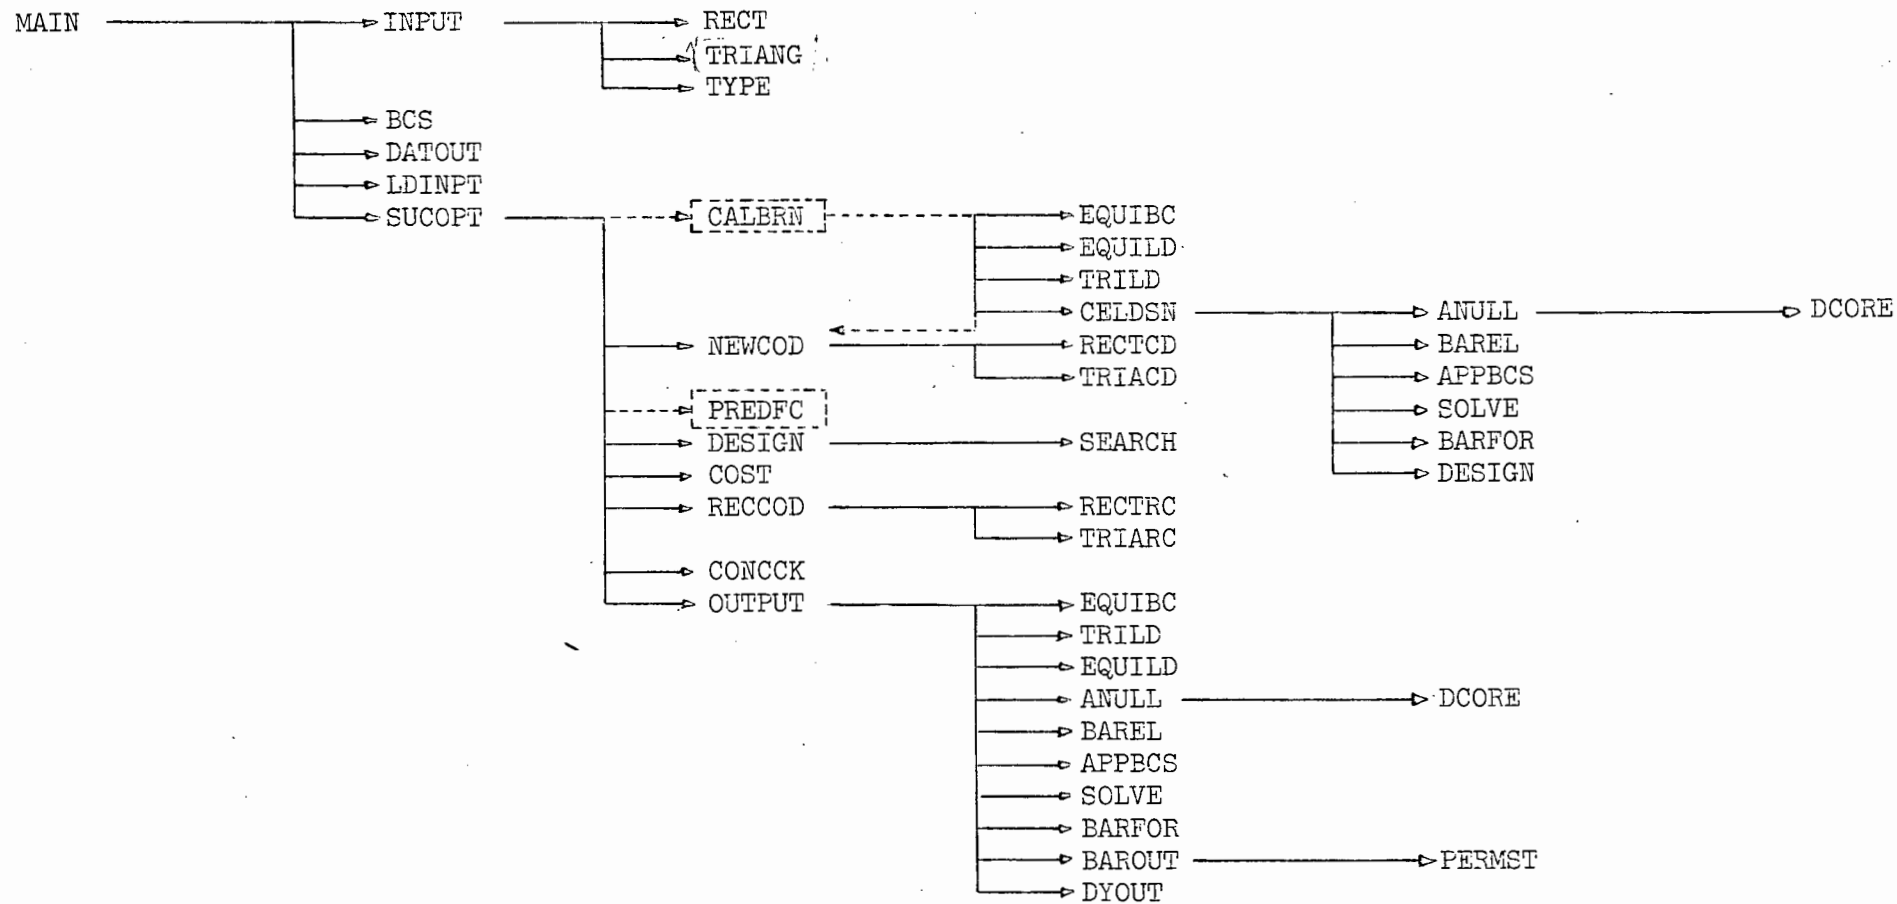 MAIN INPUT RECT
(TRIANG
TYPE
BCS
DATOUT
LDINPT
SUCOPT CALBRN EQUIBC
EQUILD
TRILD
CELDSN ANULL DCORE
NEWCOD RECTCD BAREL
TRIACD APPBCS
PREDFC SOLVE
DESIGN SEARCH BARFOR
COST DESIGN
RECCOD RECTRC
TRIARC
CONCCK
OUTPUT EQUIBC
TRILD
EQUILD
ANULL DCORE
BAREL
APPBCS
SOLVE
BARFOR
BAROUT PERMST
DYOUT